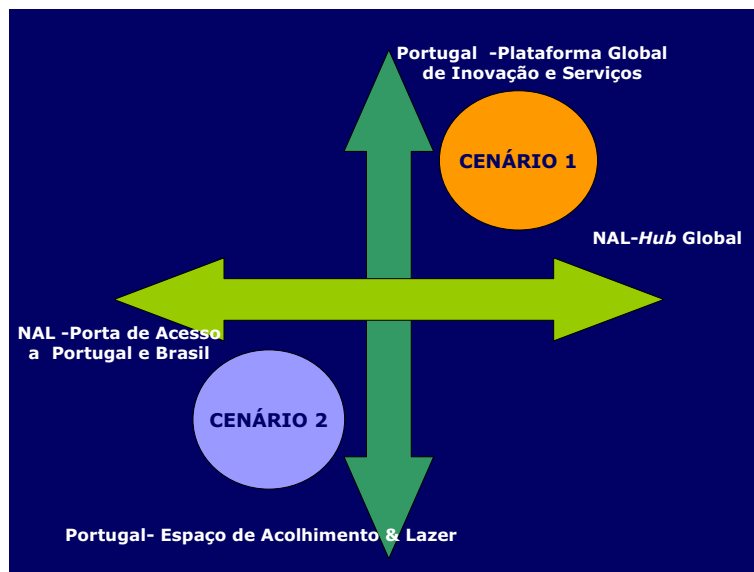 Portugal -Plataforma Global
de Inovação e Serviços
CENÁRIO 1
NAL-Hub Global
NAL -Porta de Acesso
a Portugal e Brasil
CENÁRIO 2
Portugal- Espaço de Acolhimento & Lazer